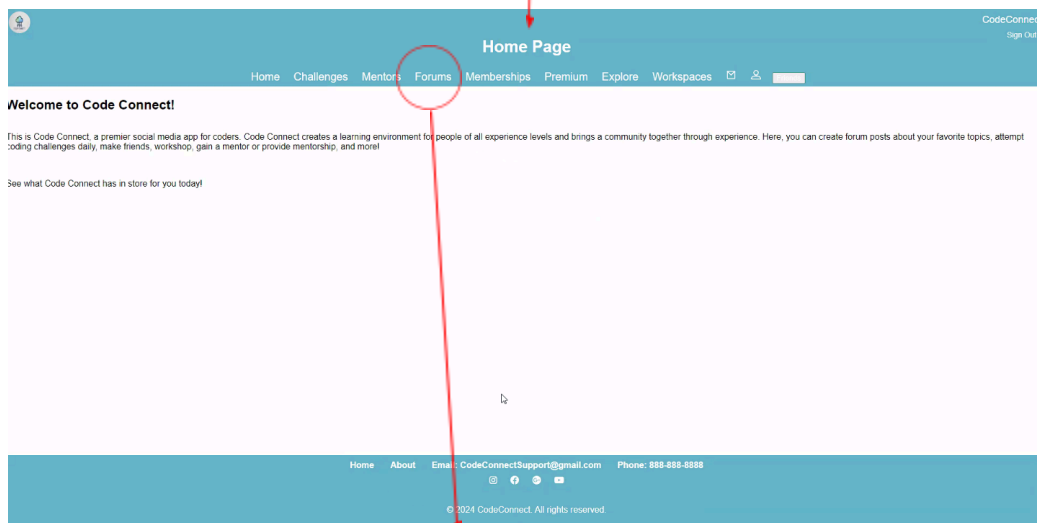 CodeConnec
Sign Out
Home Page
Home Challenges Mentors Forums Memberships Premium Explore Workspaces
Welcome to Code Connect!
This is Code Connect, a premier social media app for coders. Code Connect creates a learning environment for people of all experience levels and brings a community together through experience. Here, you can create forum posts about your favorite topics, attempt
coding challenges daily, make friends, workshop, gain a mentor or provide mentorship, and more!
See what Code Connect has in store for you today!
Home About Email: CodeConnectSupport@gmail.com Phone: 888-888-8888
© 2024 CodeConnect. All rights reserved.